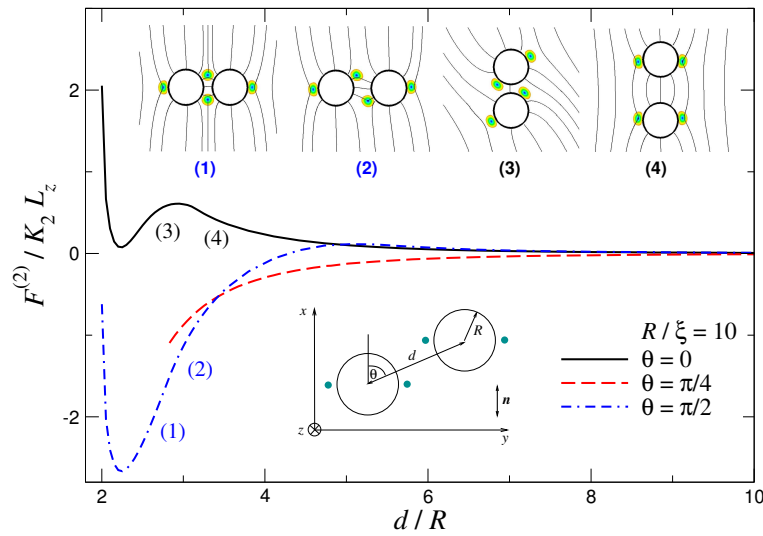 (1) (2) (3) (4)
F^(2) / K_2 L_z
2
0
-2
(3) (4)
(2)
(1)
x
R
d
θ
n
z
y
R / ξ = 10
θ = 0
θ = π/4
θ = π/2
2 4 6 8 10
d / R